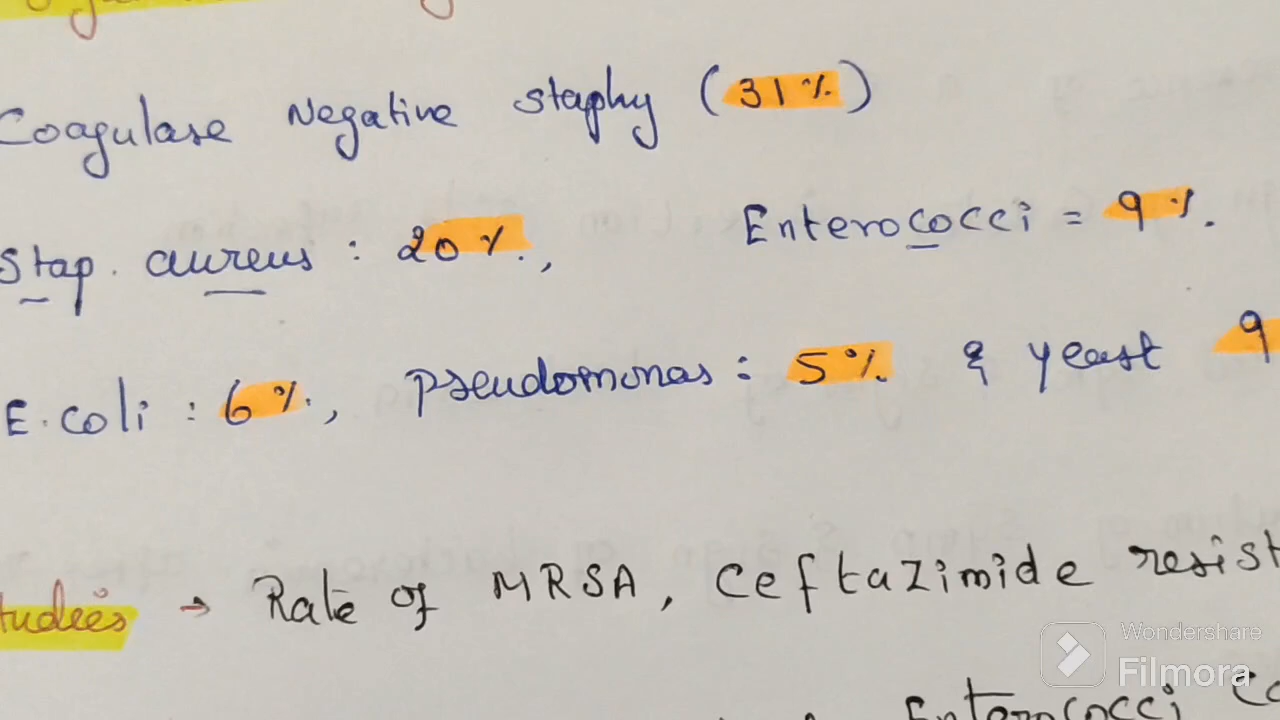 Coagulase Negative staphy (31%)
Stap. aureus : 20%, Enterococci = 9%.
E. coli : 6%, pseudomonas : 5% & yeast 9
tudies → Rate of MRSA, Ceftazimide resist
Enterococci
Wondershare
Filmora